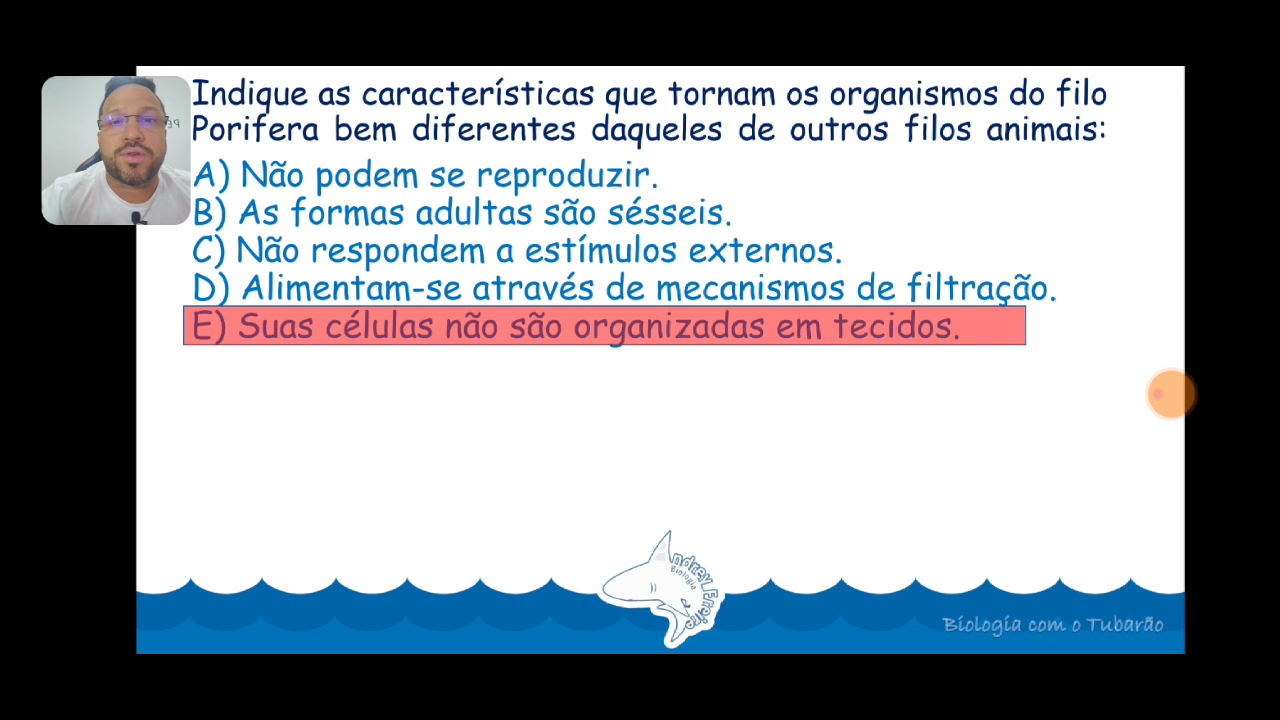 Indique as características que tornam os organismos do filo
Porifera bem diferentes daqueles de outros filos animais:
A) Não podem se reproduzir.
B) As formas adultas são sésseis.
C) Não respondem a estímulos externos.
D) Alimentam-se através de mecanismos de filtração.
E) Suas células não são organizadas em tecidos.
Biologia
Biologia com o Tubarão